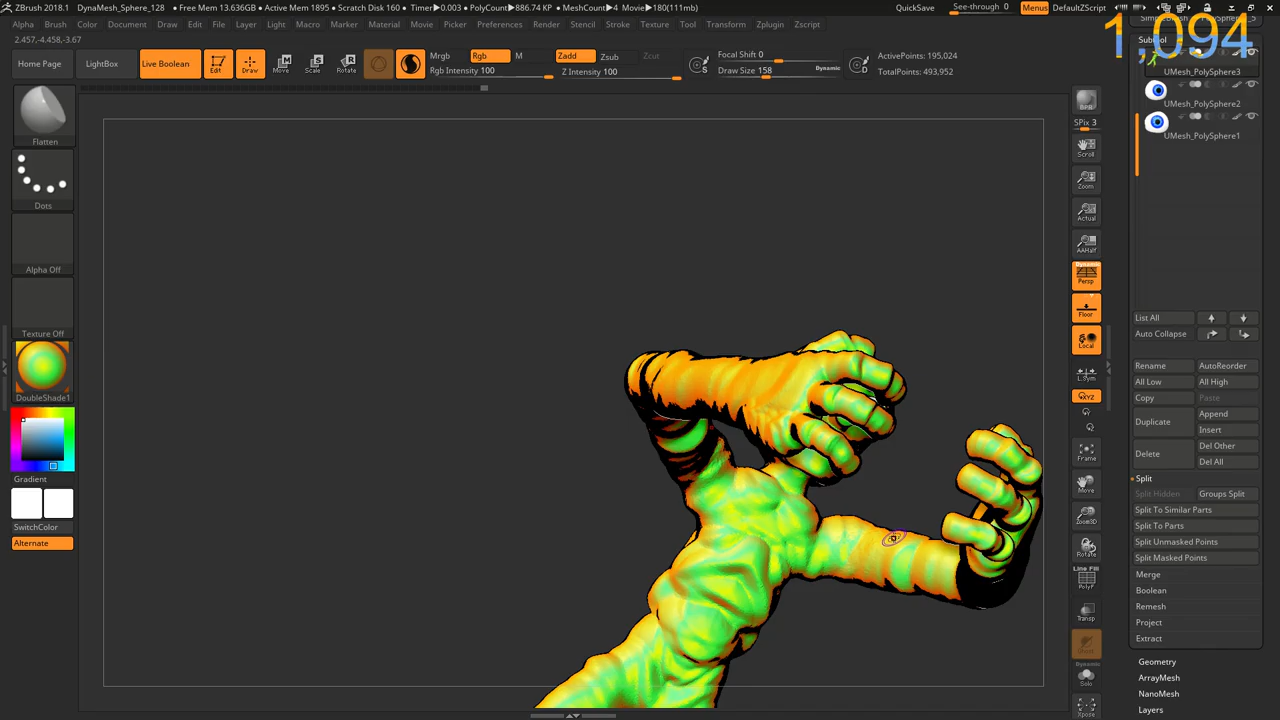 ZBrush 2018.1 DynaMesh_Sphere_128 • Free Mem 13.636GB • Active Mem 1895 • Scratch Disk 160 • Timer▶0.003 • PolyCount▶886.74 KP • MeshCount▶4 Movie▶180(111mb) QuickSave See-through 0 Menus DefaultZScript
Alpha Brush Color Document Draw Edit File Layer Light Macro Marker Material Movie Picker Preferences Render Stencil Stroke Texture Tool Transform Zplugin Zscript
1,094
2.457,-4.458,-3.67
Home Page LightBox Live Boolean Edit Draw Move Scale Rotate
Mrgb Rgb M Zadd Zsub Zcut
Rgb Intensity 100 Z Intensity 100
Focal Shift 0
Draw Size 158 Dynamic
S D
ActivePoints: 195,024
TotalPoints: 493,952
Flatten
Dots
Alpha Off
Texture Off
DoubleShade1
Gradient
SwitchColor
Alternate
BPR
SPix 3
Scroll
Zoom
Actual
AAHalf
Dynamic
Persp
Floor
Local
L.Sym
XYZ
Frame
Move
Zoom3D
Rotate
Line Fill
PolyF
Transp
Ghost
Dynamic
Solo
Xpose
Subtool
UMesh_PolySphere3
UMesh_PolySphere2
UMesh_PolySphere1
List All
Auto Collapse
Rename AutoReorder
All Low All High
Copy Paste
Duplicate Append
Insert
Delete Del Other
Del All
Split
Split Hidden Groups Split
Split To Similar Parts
Split To Parts
Split Unmasked Points
Split Masked Points
Merge
Boolean
Remesh
Project
Extract
Geometry
ArrayMesh
NanoMesh
Layers